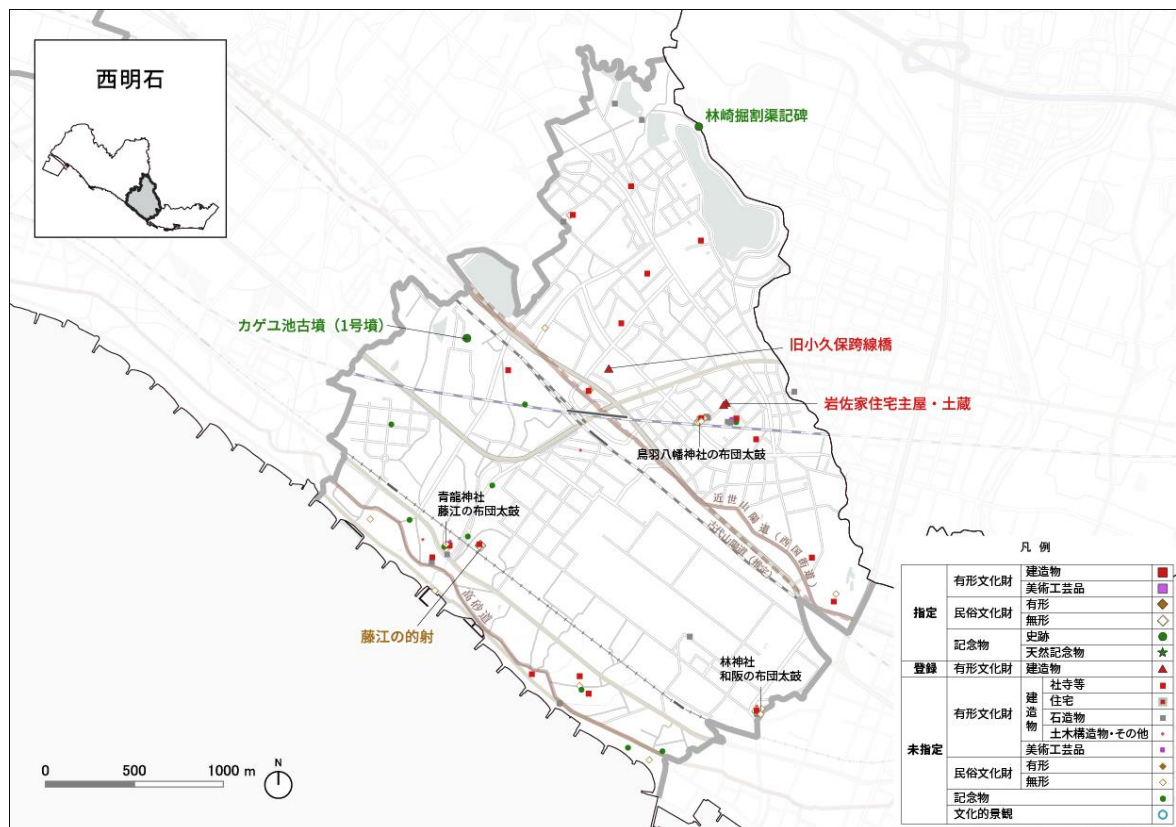 西明石
林崎掘割渠記碑
カゲユ池古墳（1号墳）
旧小久保跨線橋
岩佐家住宅主屋・土蔵
鳥羽八幡神社の布団太鼓
青龍神社
藤江の布団太鼓
近世山陽道（西国街道）
古代山陽道（推定）
高砂道
藤江の的射
林神社
和阪の布団太鼓
0 500 1000 m
N
凡 例
指定
有形文化財
建造物
美術工芸品
民俗文化財
有形
無形
記念物
史跡
天然記念物
登録
有形文化財
建造物
未指定
有形文化財
建造物
社寺等
住宅
石造物
土木構造物・その他
美術工芸品
民俗文化財
有形
無形
記念物
文化的景観